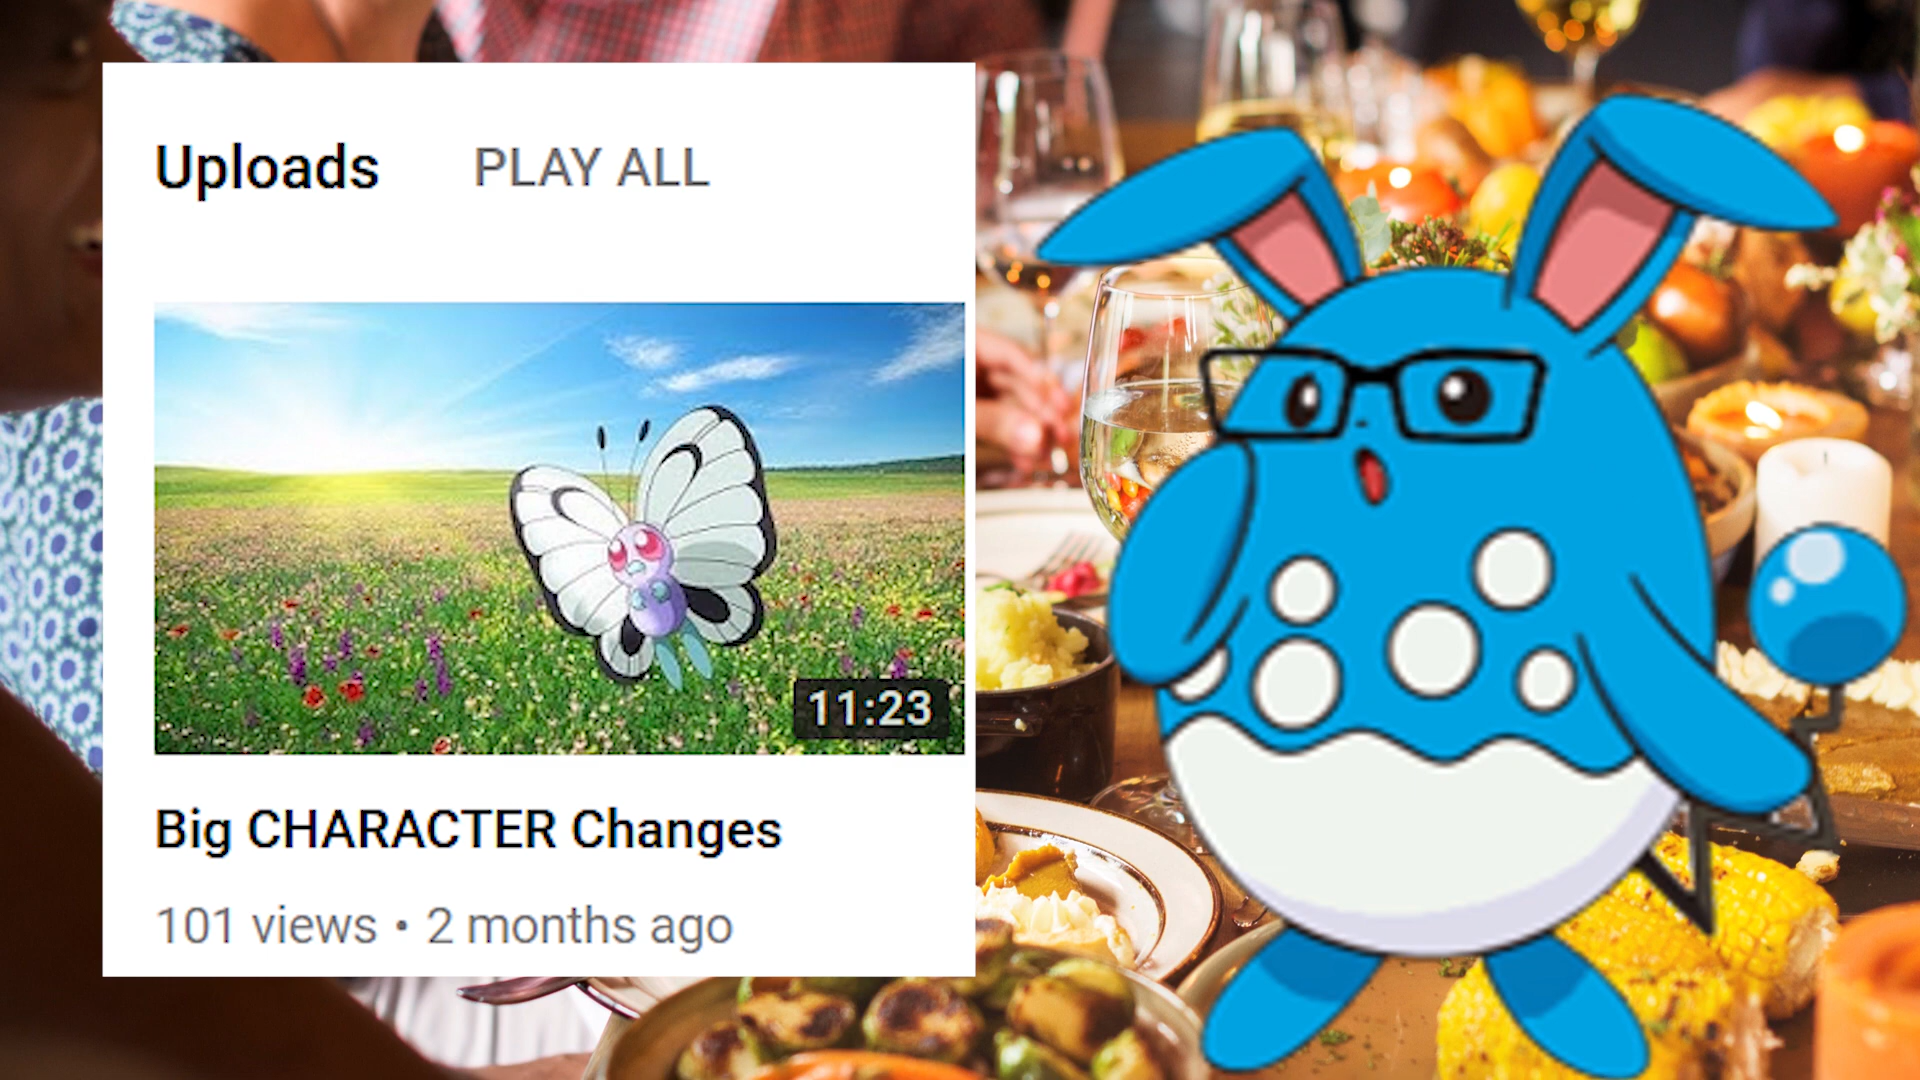 Uploads PLAY ALL
11:23
Big CHARACTER Changes
101 views • 2 months ago